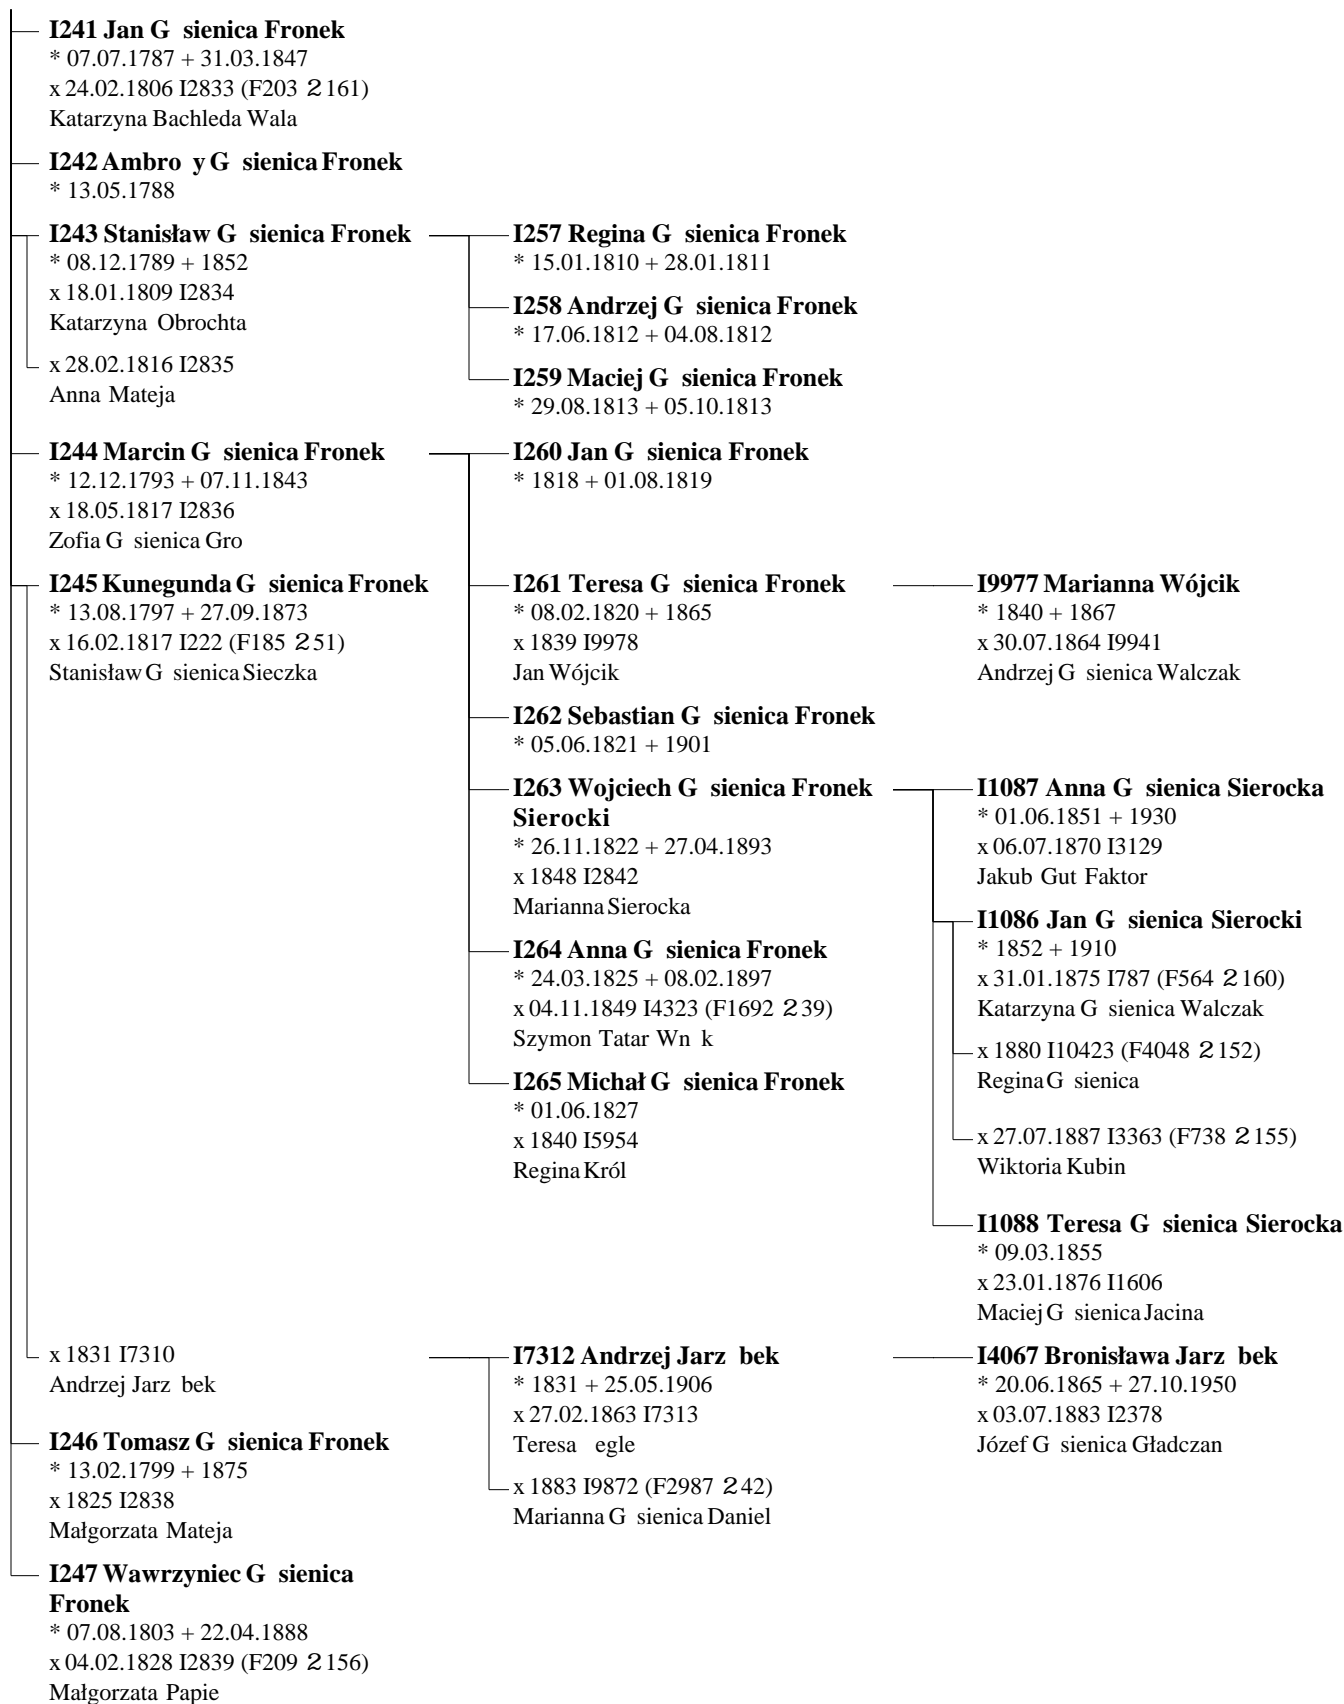 I241 Jan G sienica Fronek
* 07.07.1787 + 31.03.1847
x 24.02.1806 I2833 (F203 2 161)
Katarzyna Bachleda Wala
I242 Ambro y G sienica Fronek
* 13.05.1788
I243 Stanisław G sienica Fronek
* 08.12.1789 + 1852
x 18.01.1809 I2834
Katarzyna Obrochta
x 28.02.1816 I2835
Anna Mateja
I257 Regina G sienica Fronek
* 15.01.1810 + 28.01.1811
I258 Andrzej G sienica Fronek
* 17.06.1812 + 04.08.1812
I259 Maciej G sienica Fronek
* 29.08.1813 + 05.10.1813
I244 Marcin G sienica Fronek
* 12.12.1793 + 07.11.1843
x 18.05.1817 I2836
Zofia G sienica Gro
I260 Jan G sienica Fronek
* 1818 + 01.08.1819
I245 Kunegunda G sienica Fronek
* 13.08.1797 + 27.09.1873
x 16.02.1817 I222 (F185 2 51)
Stanisław G sienica Sieczka
I261 Teresa G sienica Fronek
* 08.02.1820 + 1865
x 1839 I9978
Jan Wójcik
I9977 Marianna Wójcik
* 1840 + 1867
x 30.07.1864 I9941
Andrzej G sienica Walczak
I262 Sebastian G sienica Fronek
* 05.06.1821 + 1901
I263 Wojciech G sienica Fronek
Sierocki
* 26.11.1822 + 27.04.1893
x 1848 I2842
Marianna Sierocka
I1087 Anna G sienica Sierocka
* 01.06.1851 + 1930
x 06.07.1870 I3129
Jakub Gut Faktor
I264 Anna G sienica Fronek
* 24.03.1825 + 08.02.1897
x 04.11.1849 I4323 (F1692 2 39)
Szymon Tatar Wn k
I1086 Jan G sienica Sierocki
* 1852 + 1910
x 31.01.1875 I787 (F564 2 160)
Katarzyna G sienica Walczak
x 1880 I10423 (F4048 2 152)
Regina G sienica
x 27.07.1887 I3363 (F738 2 155)
Wiktoria Kubin
I265 Michał G sienica Fronek
* 01.06.1827
x 1840 I5954
Regina Król
I1088 Teresa G sienica Sierocka
* 09.03.1855
x 23.01.1876 I1606
Maciej G sienica Jacina
x 1831 I7310
Andrzej Jarz bek
I7312 Andrzej Jarz bek
* 1831 + 25.05.1906
x 27.02.1863 I7313
Teresa egle
x 1883 I9872 (F2987 2 42)
Marianna G sienica Daniel
I4067 Bronisława Jarz bek
* 20.06.1865 + 27.10.1950
x 03.07.1883 I2378
Józef G sienica Gładczan
I246 Tomasz G sienica Fronek
* 13.02.1799 + 1875
x 1825 I2838
Małgorzata Mateja
I247 Wawrzyniec G sienica
Fronek
* 07.08.1803 + 22.04.1888
x 04.02.1828 I2839 (F209 2 156)
Małgorzata Papie